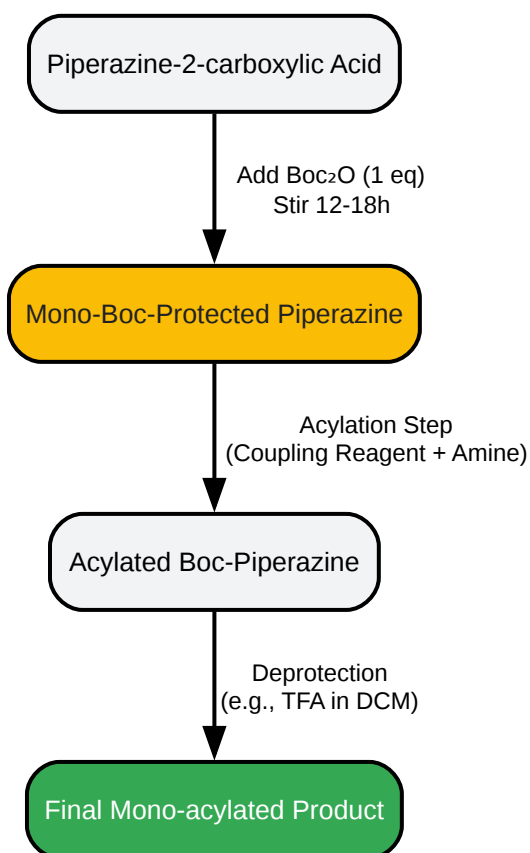 Piperazine-2-carboxylic Acid
Add Boc₂O (1 eq)
Stir 12-18h
Mono-Boc-Protected Piperazine
Acylation Step
(Coupling Reagent + Amine)
Acylated Boc-Piperazine
Deprotection
(e.g., TFA in DCM)
Final Mono-acylated Product